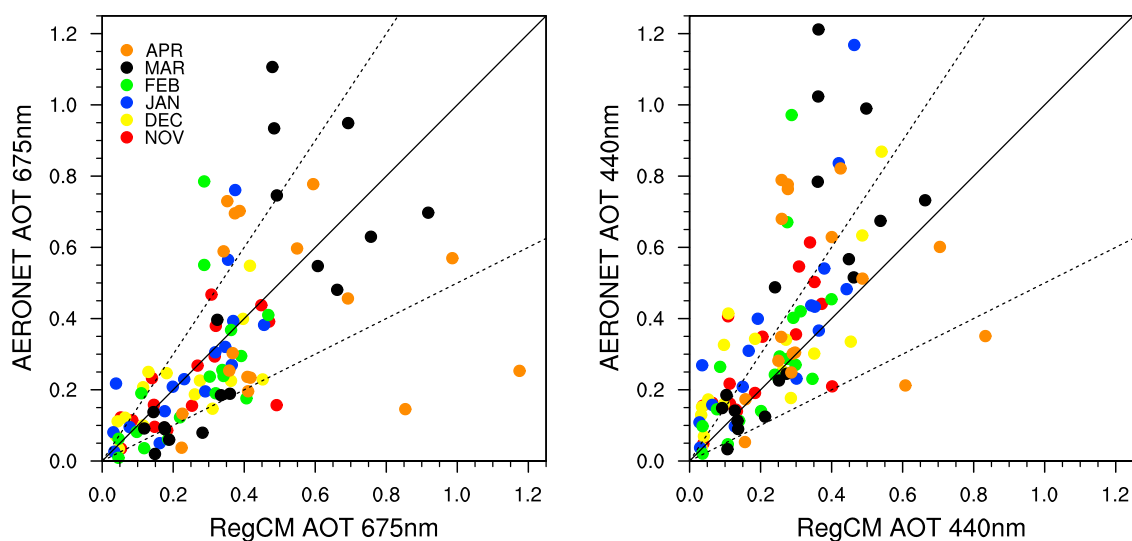 AERONET AOT 675nm
1.2
1.0
0.8
0.6
0.4
0.2
0.0
APR
MAR
FEB
JAN
DEC
NOV
0.0 0.2 0.4 0.6 0.8 1.0 1.2
RegCM AOT 675nm
AERONET AOT 440nm
1.2
1.0
0.8
0.6
0.4
0.2
0.0
0.0 0.2 0.4 0.6 0.8 1.0 1.2
RegCM AOT 440nm